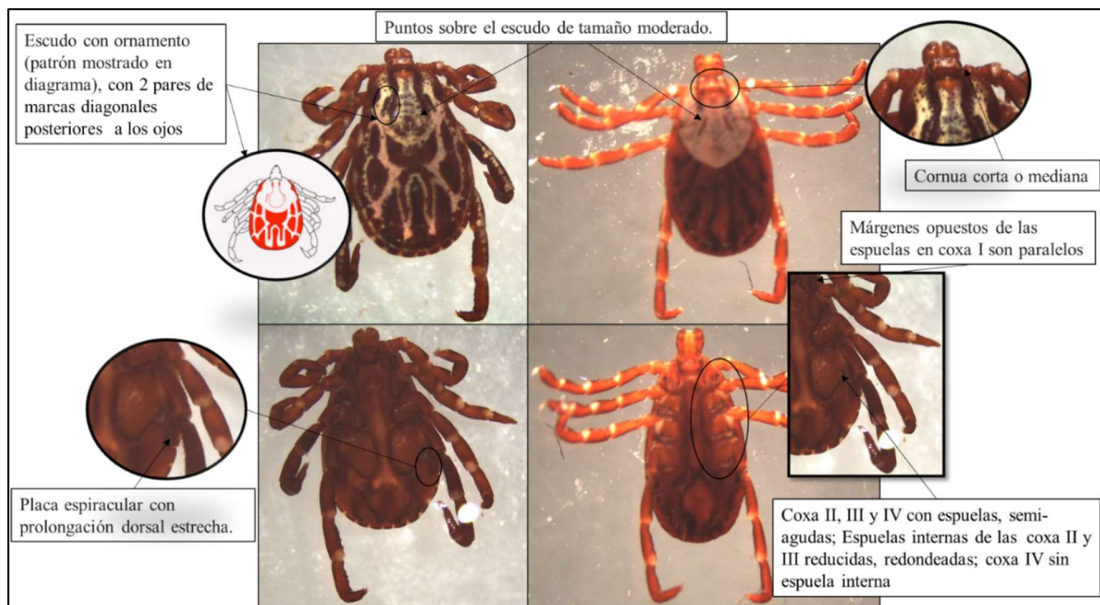 Escudo con ornamento
(patrón mostrado en
diagrama), con 2 pares de
marcas diagonales
posteriores a los ojos
Puntos sobre el escudo de tamaño moderado.
Cornua corta o mediana
Márgenes opuestos de las
espuelas en coxa I son paralelos
Placa espiracular con
prolongación dorsal estrecha.
Coxa II, III y IV con espuelas, semi-
agudas; Espuelas internas de las coxa II y
III reducidas, redondeadas; coxa IV sin
espuela interna